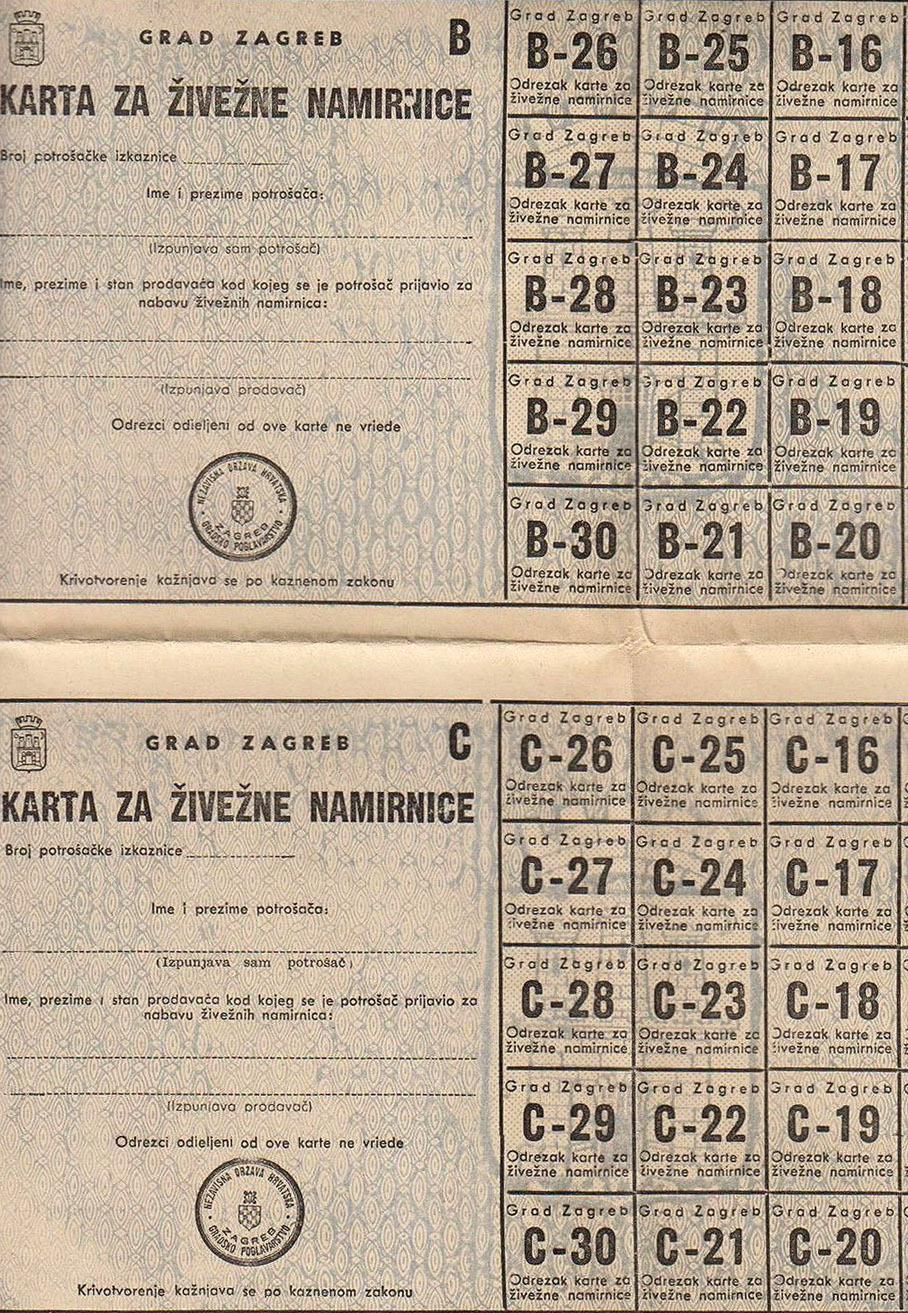 GRAD ZAGREB
B
KARTA ZA ŽIVEŽNE NAMIRNICE
Broj potrošačke izkaznice
Ime i prezime potrošača:
(Izpunjava sam potrošač)
Ime, prezime i stan prodavača kod kojeg se je potrošač prijavio za
nabavu živežnih namirnica:
(Izpunjava prodavač)
Odrezci odieljeni od ove karte ne vriede
NEZAVISNA DRŽAVA HRVATSKA
ZAGREB
GRADSKO POGLAVARSTVO
Krivotvorenje kažnjava se po kaznenom zakonu
Grad Zagreb Grad Zagreb Grad Zagreb
B-26 B-25 B-16
Odrezak karte za Odrezak karte za Odrezak karte za
živežne namirnice živežne namirnice živežne namirnice
Grad Zagreb Grad Zagreb Grad Zagreb
B-27 B-24 B-17
Odrezak karte za Odrezak karte za Odrezak karte za
živežne namirnice živežne namirnice živežne namirnice
Grad Zagreb Grad Zagreb Grad Zagreb
B-28 B-23 B-18
Odrezak karte za Odrezak karte za Odrezak karte za
živežne namirnice živežne namirnice živežne namirnice
Grad Zagreb Grad Zagreb Grad Zagreb
B-29 B-22 B-19
Odrezak karte za Odrezak karte za Odrezak karte za
živežne namirnice živežne namirnice živežne namirnice
Grad Zagreb Grad Zagreb Grad Zagreb
B-30 B-21 B-20
Odrezak karte za Odrezak karte za Odrezak karte za
živežne namirnice živežne namirnice živežne namirnice
GRAD ZAGREB
C
KARTA ZA ŽIVEŽNE NAMIRNICE
Broj potrošačke izkaznice
Ime i prezime potrošača:
(Izpunjava sam potrošač)
Ime, prezime i stan prodavača kod kojeg se je potrošač prijavio za
nabavu živežnih namirnica:
(Izpunjava prodavač)
Odrezci odieljeni od ove karte ne vriede
NEZAVISNA DRŽAVA HRVATSKA
ZAGREB
GRADSKO POGLAVARSTVO
Krivotvorenje kažnjava se po kaznenom zakonu
Grad Zagreb Grad Zagreb Grad Zagreb
C-26 C-25 C-16
Odrezak karte za Odrezak karte za Odrezak karte za
živežne namirnice živežne namirnice živežne namirnice
Grad Zagreb Grad Zagreb Grad Zagreb
C-27 C-24 C-17
Odrezak karte za Odrezak karte za Odrezak karte za
živežne namirnice živežne namirnice živežne namirnice
Grad Zagreb Grad Zagreb Grad Zagreb
C-28 C-23 C-18
Odrezak karte za Odrezak karte za Odrezak karte za
živežne namirnice živežne namirnice živežne namirnice
Grad Zagreb Grad Zagreb Grad Zagreb
C-29 C-22 C-19
Odrezak karte za Odrezak karte za Odrezak karte za
živežne namirnice živežne namirnice živežne namirnice
Grad Zagreb Grad Zagreb Grad Zagreb
C-30 C-21 C-20
Odrezak karte za Odrezak karte za Odrezak karte za
živežne namirnice živežne namirnice živežne namirnice